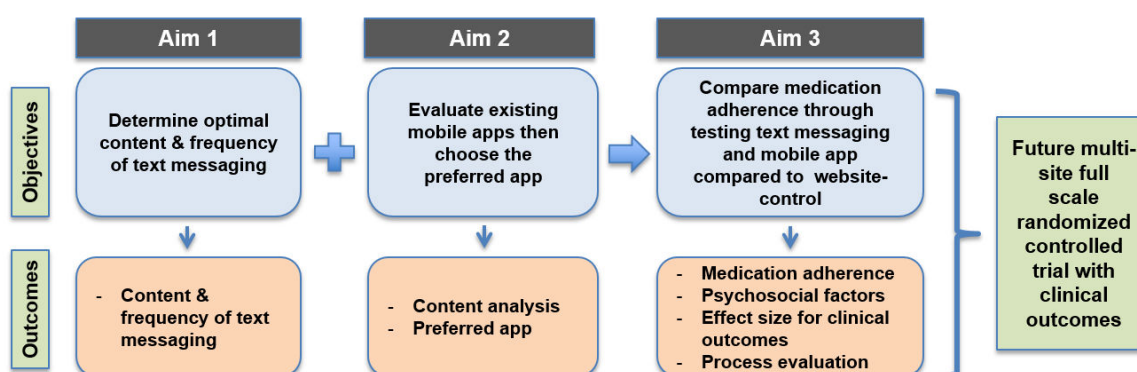 Aim 1
Aim 2
Aim 3
Objectives
Determine optimal
content & frequency
of text messaging
Evaluate existing
mobile apps then
choose the
preferred app
Compare medication
adherence through
testing text messaging
and mobile app
compared to website-
control
Outcomes
- Content &
frequency of text
messaging
- Content analysis
- Preferred app
- Medication adherence
- Psychosocial factors
- Effect size for clinical
outcomes
- Process evaluation
Future multi-
site full
scale
randomized
controlled
trial with
clinical
outcomes